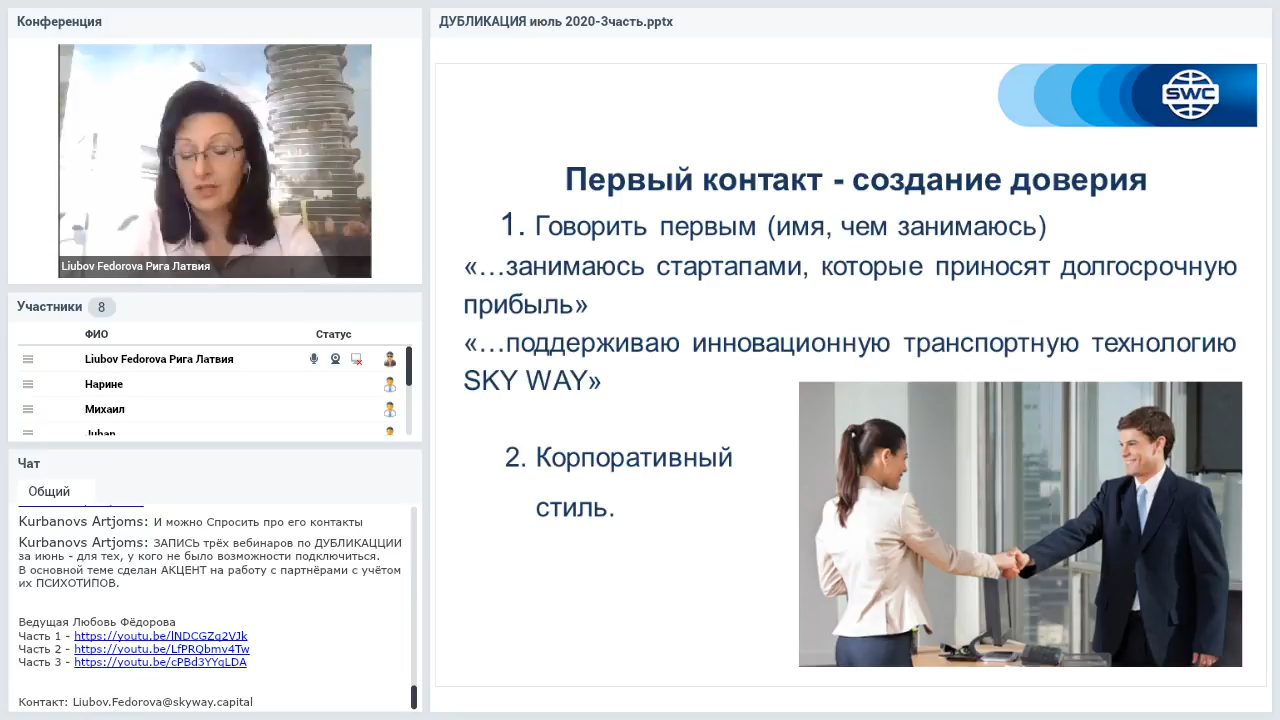 Конференция
Liubov Fedorova Рига Латвия
Участники 8
ФИО Статус
Liubov Fedorova Рига Латвия
Нарине
Михаил
Чат
Общий
Kurbanovs Artjoms: И можно Спросить про его контакты
Kurbanovs Artjoms: ЗАПИСЬ трёх вебинаров по ДУБЛИКАЦЦИИ
за июнь - для тех, у кого не было возможности подключиться.
В основной теме сделан АКЦЕНТ на работу с партнёрами с учётом
их ПСИХОТИПОВ.
Ведущая Любовь Фёдорова
Часть 1 - https://youtu.be/lNDCGZq2VJk
Часть 2 - https://youtu.be/LfPRQbmv4Tw
Часть 3 - https://youtu.be/cPBd3YYqLDA
Контакт: Liubov.Fedorova@skyway.capital
ДУБЛИКАЦИЯ июль 2020-3часть.pptx
SWC
Первый контакт - создание доверия
1. Говорить первым (имя, чем занимаюсь)
«…занимаюсь стартапами, которые приносят долгосрочную
прибыль»
«…поддерживаю инновационную транспортную технологию
SKY WAY»
2. Корпоративный
стиль.